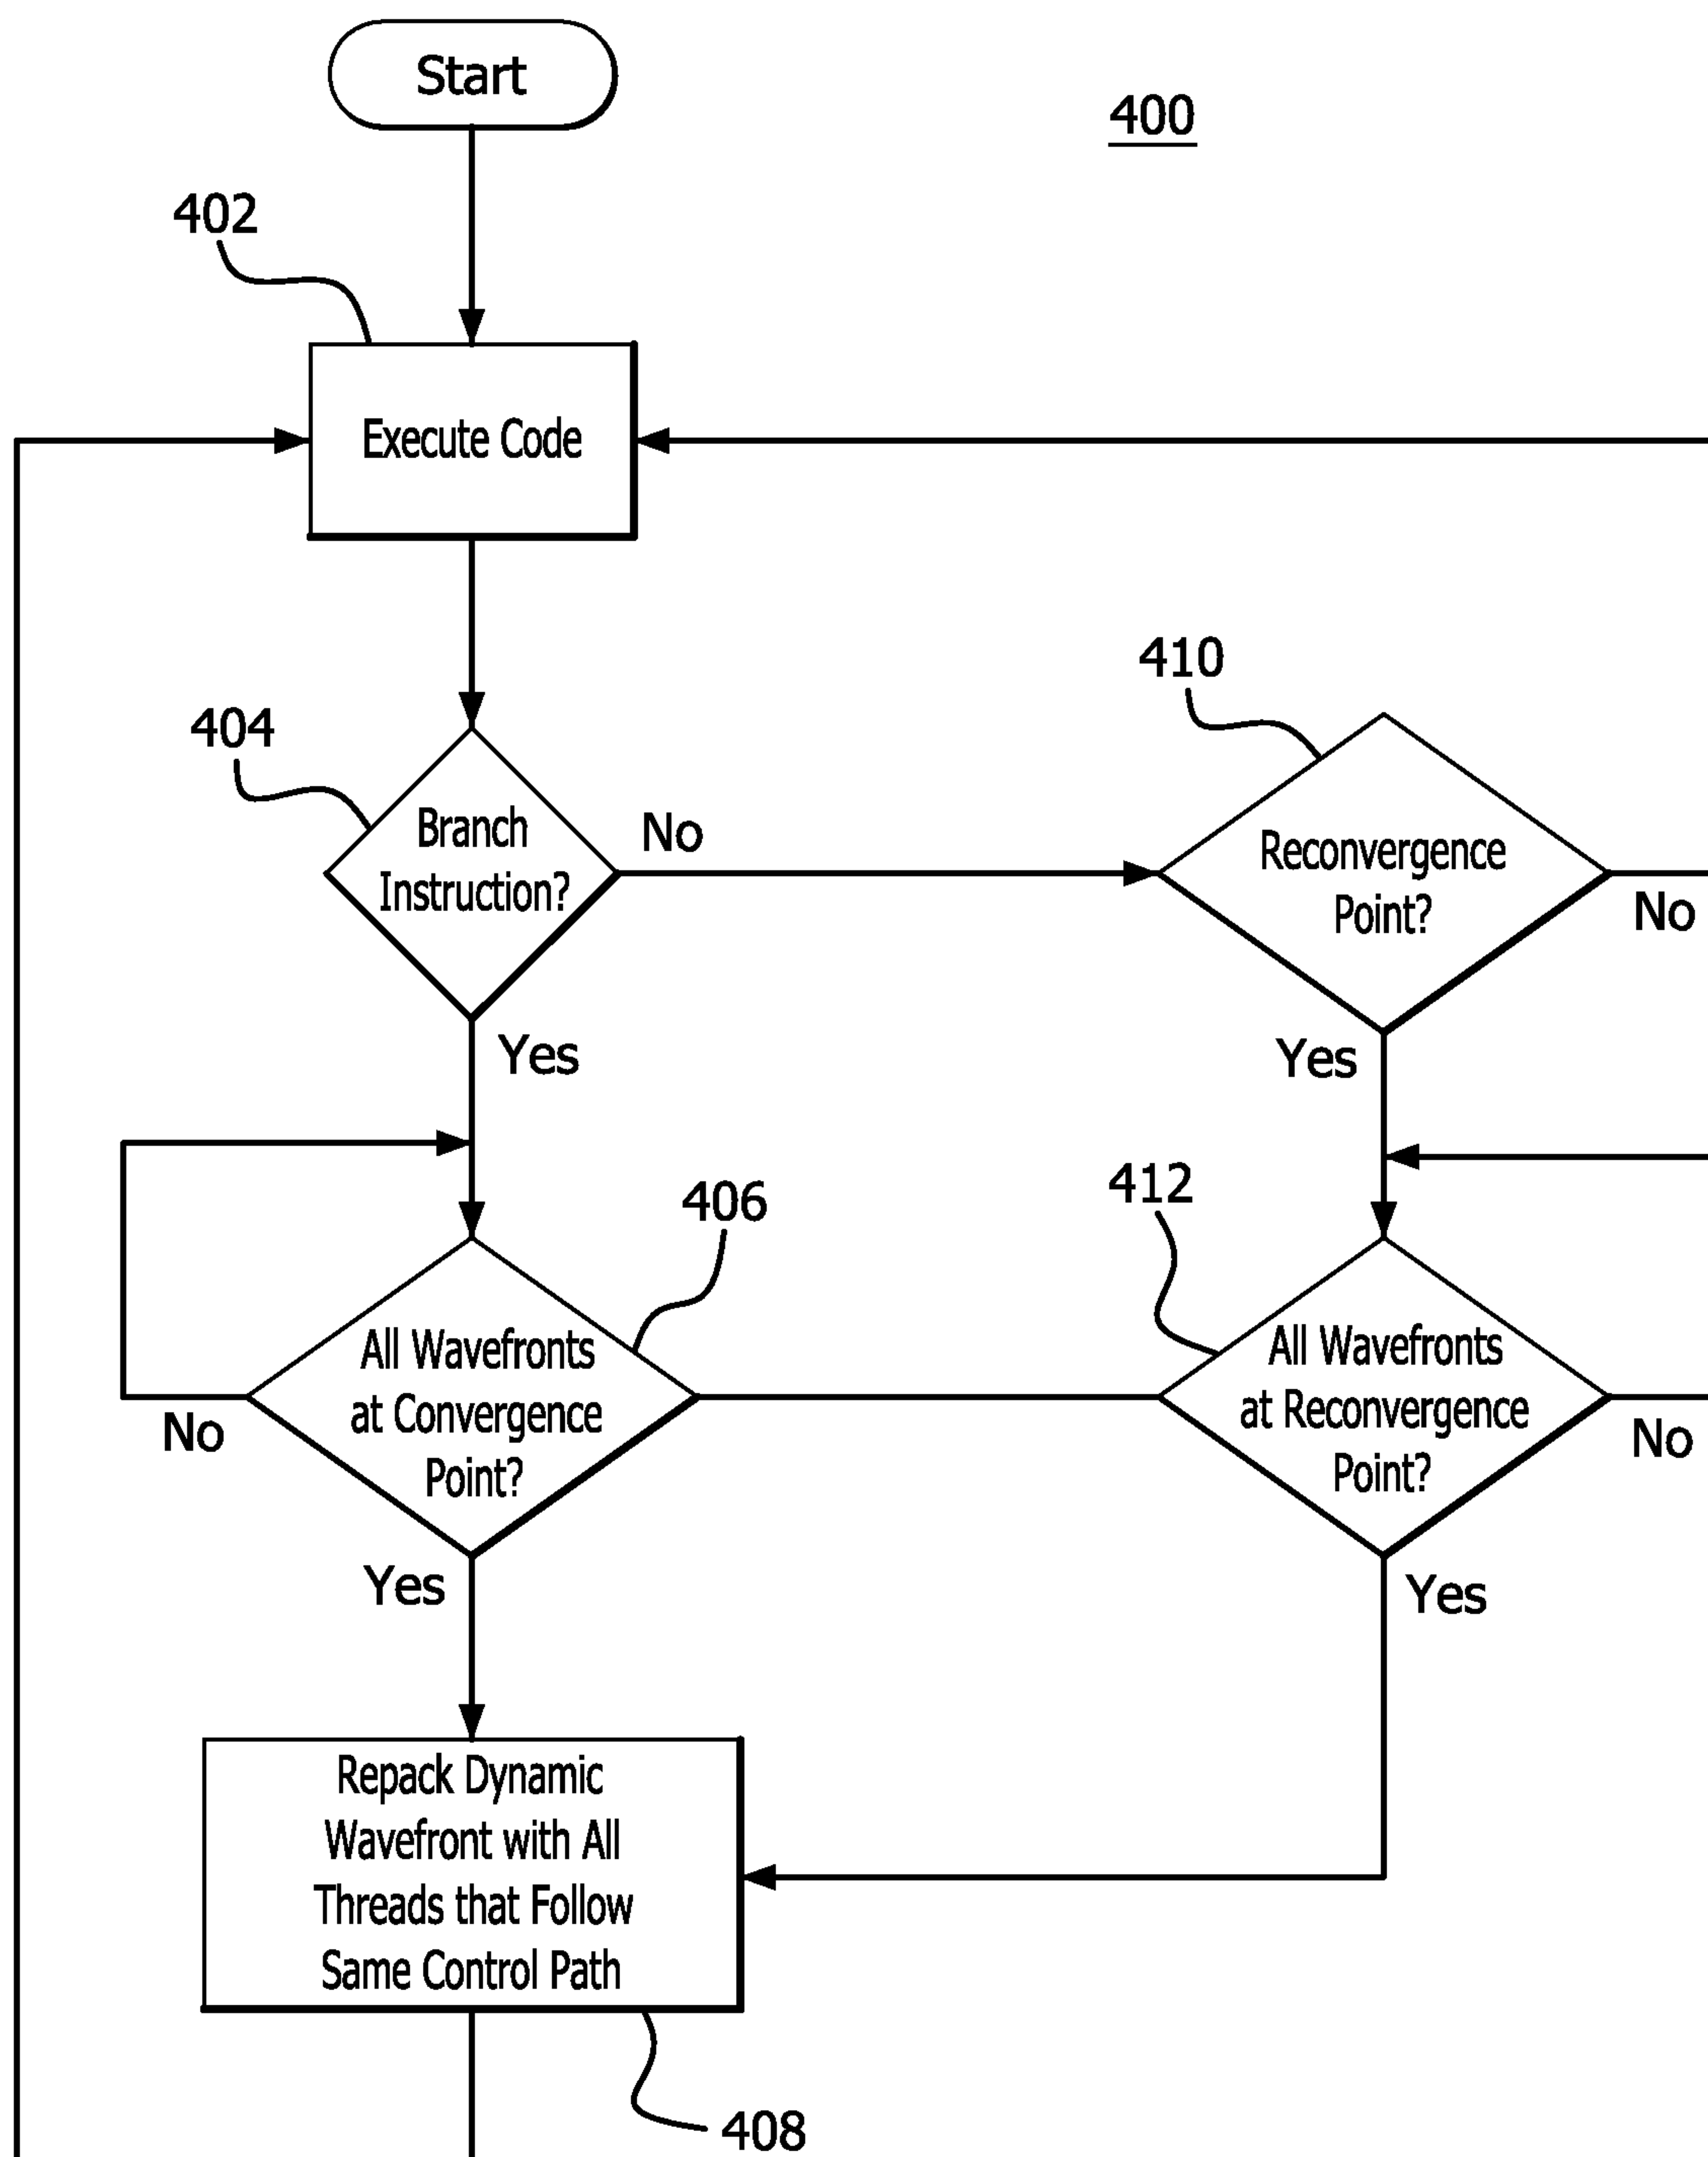 Start
400
402
Execute Code
410
404
Branch
Instruction?
No
Reconvergence
Point?
No
Yes
Yes
406
412
All Wavefronts
at Convergence
Point?
No
All Wavefronts
at Reconvergence
Point?
No
Yes
Yes
Repack Dynamic
Wavefront with All
Threads that Follow
Same Control Path
408